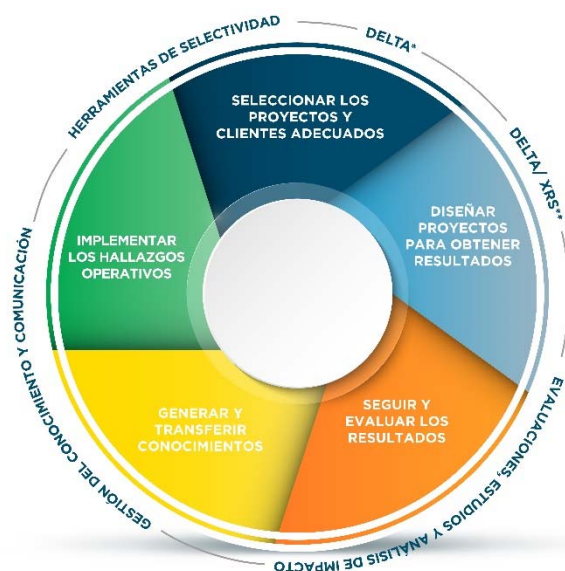 HERRAMIENTAS DE SELECTIVIDAD
DELTA*
DELTA/ XRS**
EVALUACIONES, ESTUDIOS Y ANÁLISIS DE IMPACTO
GESTIÓN DEL CONOCIMIENTO Y COMUNICACIÓN
SELECCIONAR LOS
PROYECTOS Y
CLIENTES ADECUADOS
DISEÑAR
PROYECTOS
PARA OBTENER
RESULTADOS
SEGUIR Y
EVALUAR LOS
RESULTADOS
GENERAR Y
TRANSFERIR
CONOCIMIENTOS
IMPLEMENTAR
LOS HALLAZGOS
OPERATIVOS